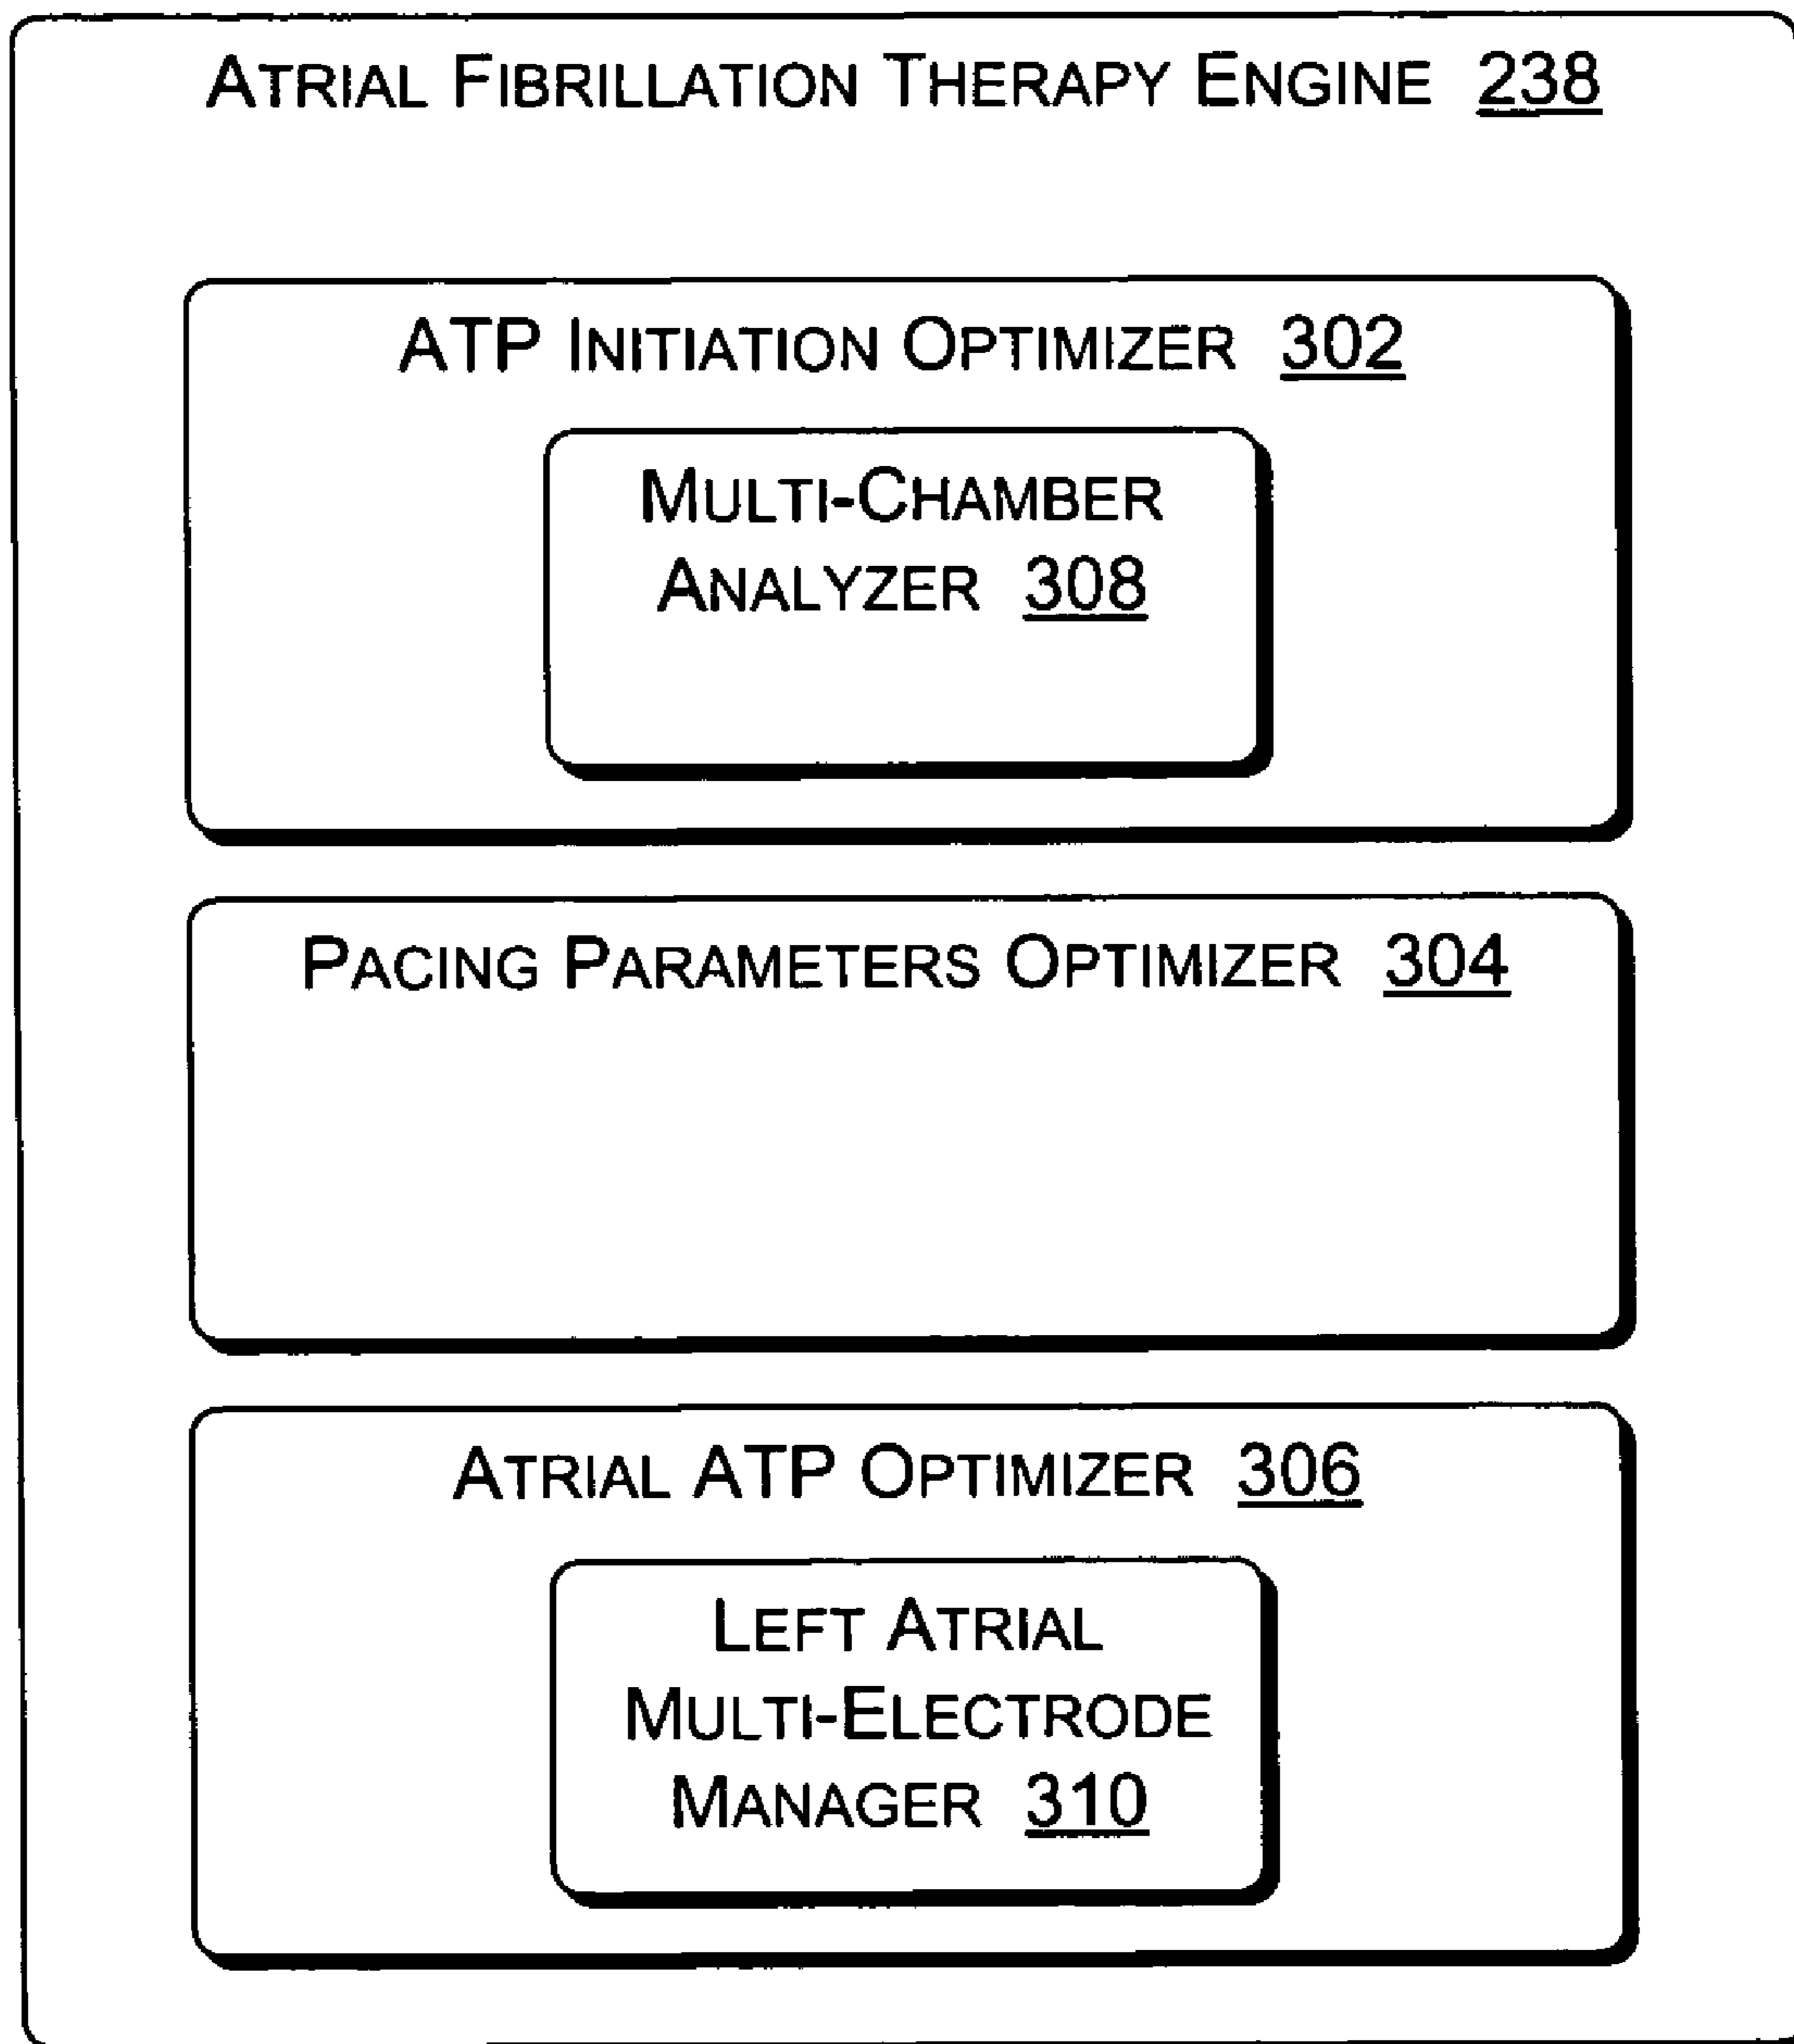 ATRIAL FIBRILLATION THERAPY ENGINE 238
ATP INITIATION OPTIMIZER 302
MULTI-CHAMBER
ANALYZER 308
PACING PARAMETERS OPTIMIZER 304
ATRIAL ATP OPTIMIZER 306
LEFT ATRIAL
MULTI-ELECTRODE
MANAGER 310